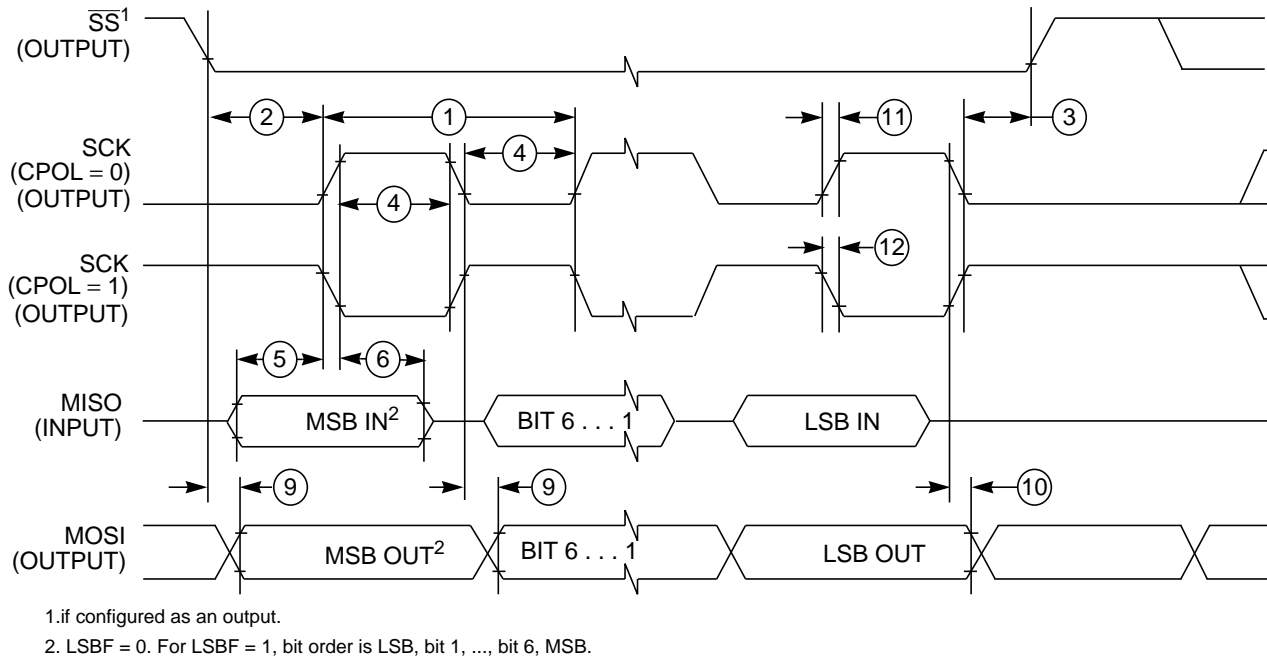 SS1
(OUTPUT)
2
1
11
3
SCK
(CPOL = 0)
(OUTPUT)
4
4
SCK
(CPOL = 1)
(OUTPUT)
12
5
6
MISO
(INPUT)
MSB IN2
BIT 6 . . . 1
LSB IN
9
9
10
MOSI
(OUTPUT)
MSB OUT2
BIT 6 . . . 1
LSB OUT
1.if configured as an output.
2. LSBF = 0. For LSBF = 1, bit order is LSB, bit 1, ..., bit 6, MSB.